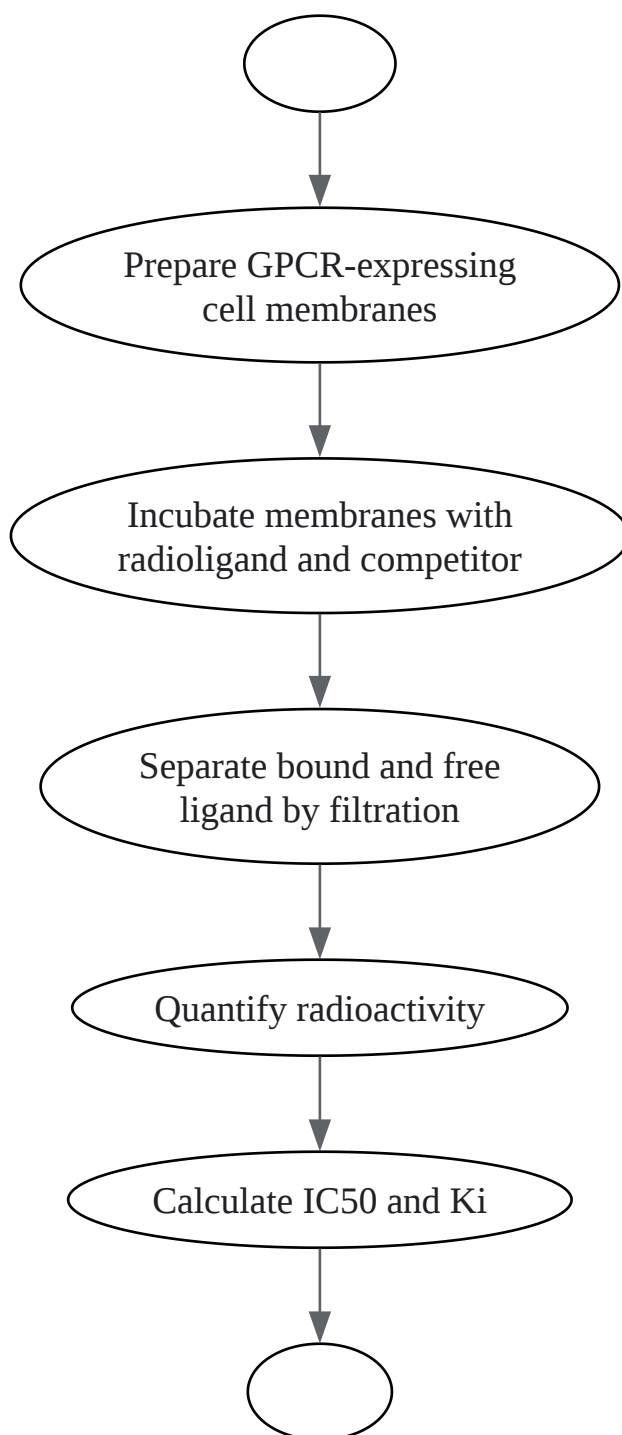 Prepare GPCR-expressing
cell membranes
Incubate membranes with
radioligand and competitor
Separate bound and free
ligand by filtration
Quantify radioactivity
Calculate IC50 and Ki